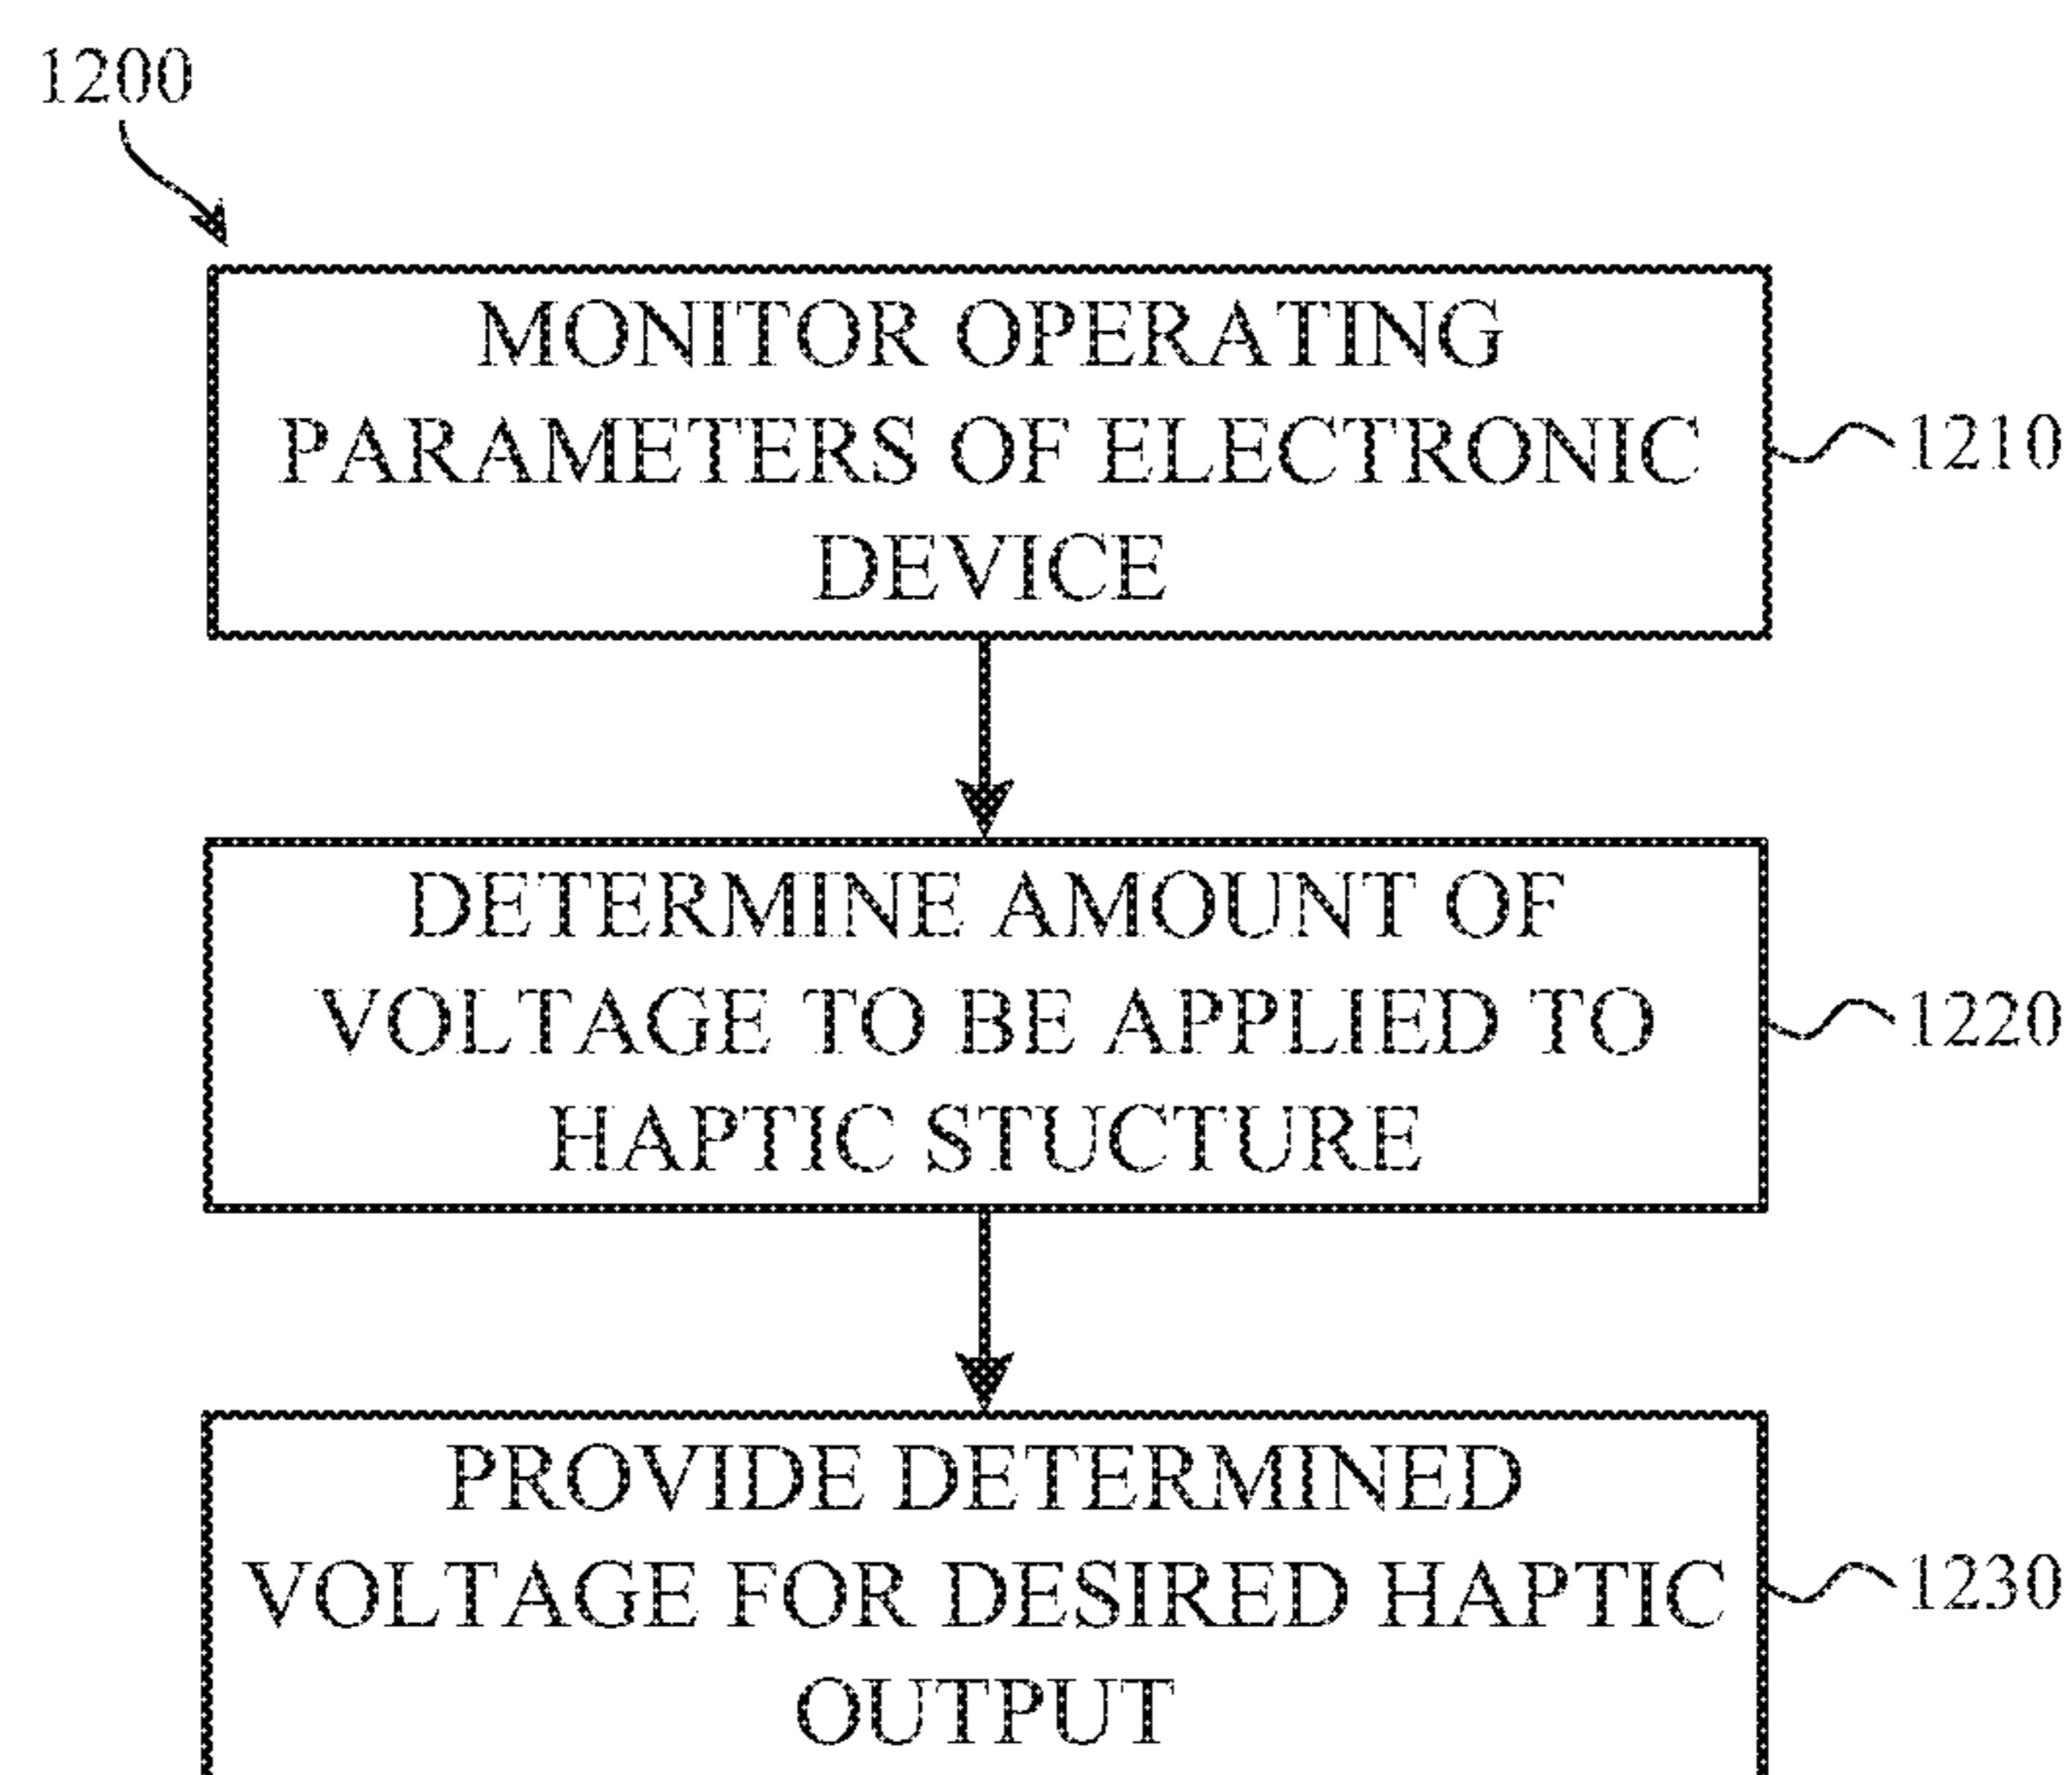 1200
MONITOR OPERATING
PARAMETERS OF ELECTRONIC
DEVICE
1210
DETERMINE AMOUNT OF
VOLTAGE TO BE APPLIED TO
HAPTIC STUCTURE
1220
PROVIDE DETERMINED
VOLTAGE FOR DESIRED HAPTIC
OUTPUT
1230